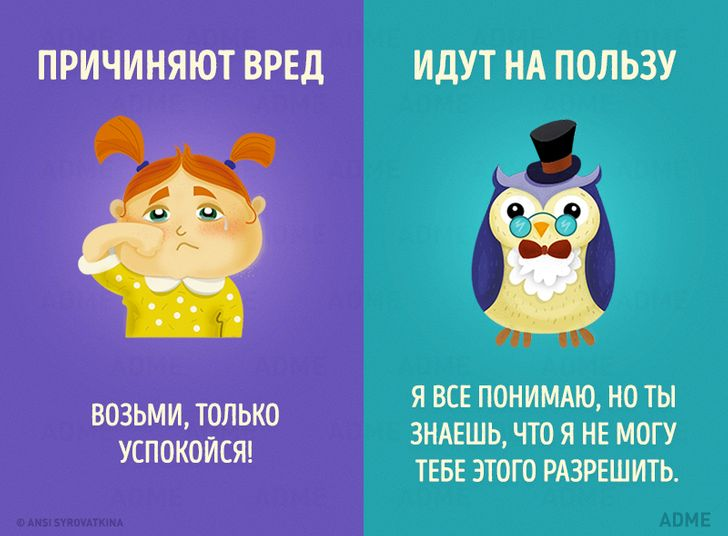 ПРИЧИНЯЮТ ВРЕД
ИДУТ НА ПОЛЬЗУ
ВОЗЬМИ, ТОЛЬКО
УСПОКОЙСЯ!
Я ВСЕ ПОНИМАЮ, НО ТЫ
ЗНАЕШЬ, ЧТО Я НЕ МОГУ
ТЕБЕ ЭТОГО РАЗРЕШИТЬ.
© ANSI SYROVATKINA
ADME